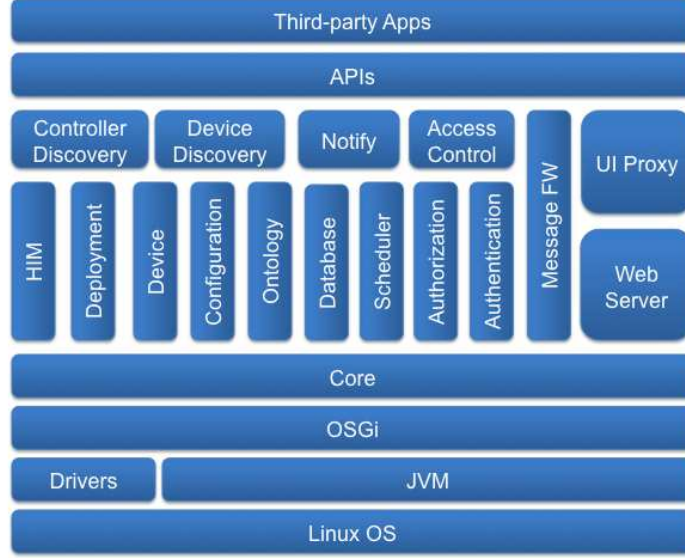 Third-party Apps
APIs
Controller
Discovery
Device
Discovery
Notify
Access
Control
Message FW
UI Proxy
HIM
Deployment
Device
Configuration
Ontology
Database
Scheduler
Authorization
Authentication
Web
Server
Core
OSGi
Drivers
JVM
Linux OS